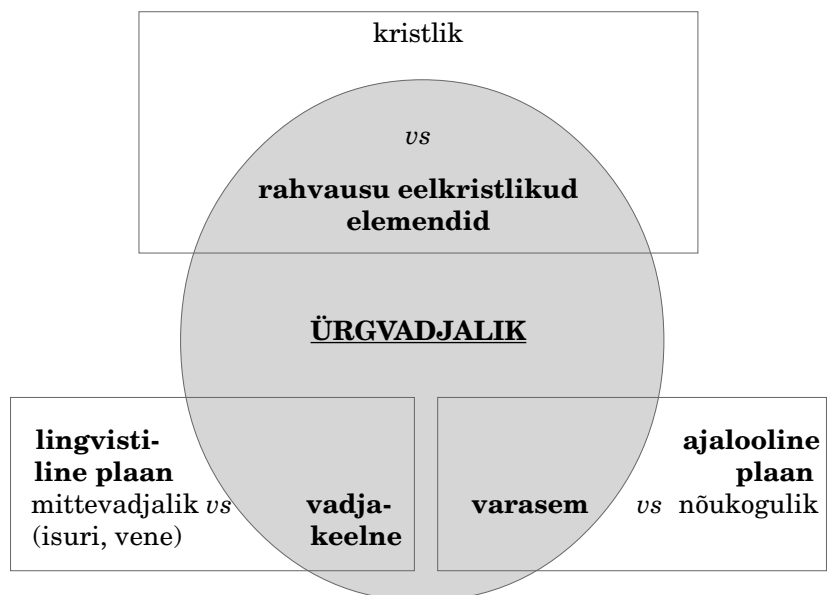 kristlik
vs
rahvausu eelkristlikud
elemendid
ÜRGVADJALIK
lingvisti-
line plaan
mittevadjalik vs
(isuri, vene)
vadja-
keelne
ajalooline
plaan
varasem vs nõukogulik